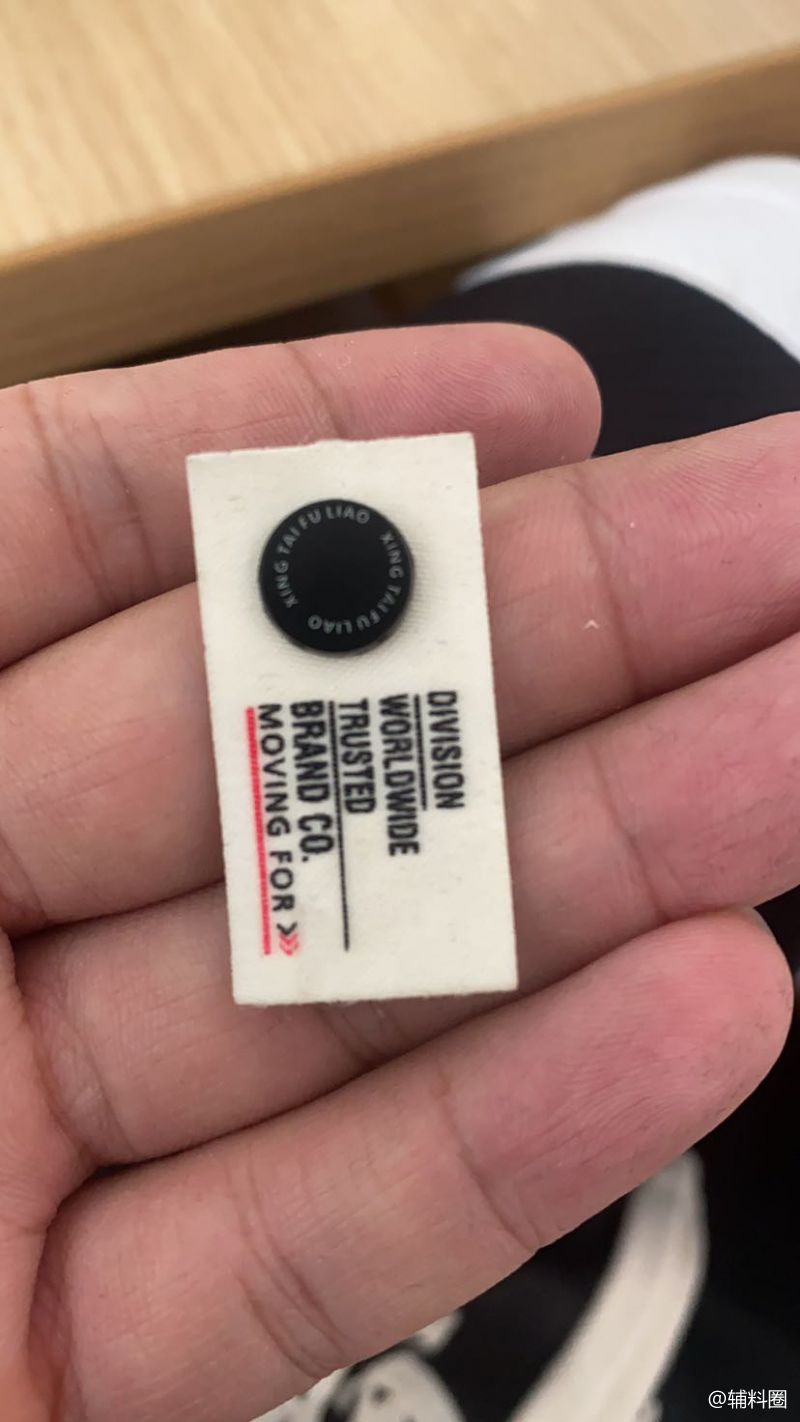 XING TAI FU LIAO
XING TAI FU LIAO
DIVISION
WORLDWIDE
TRUSTED
BRAND CO.
MOVING FOR >>>
@辅料圈